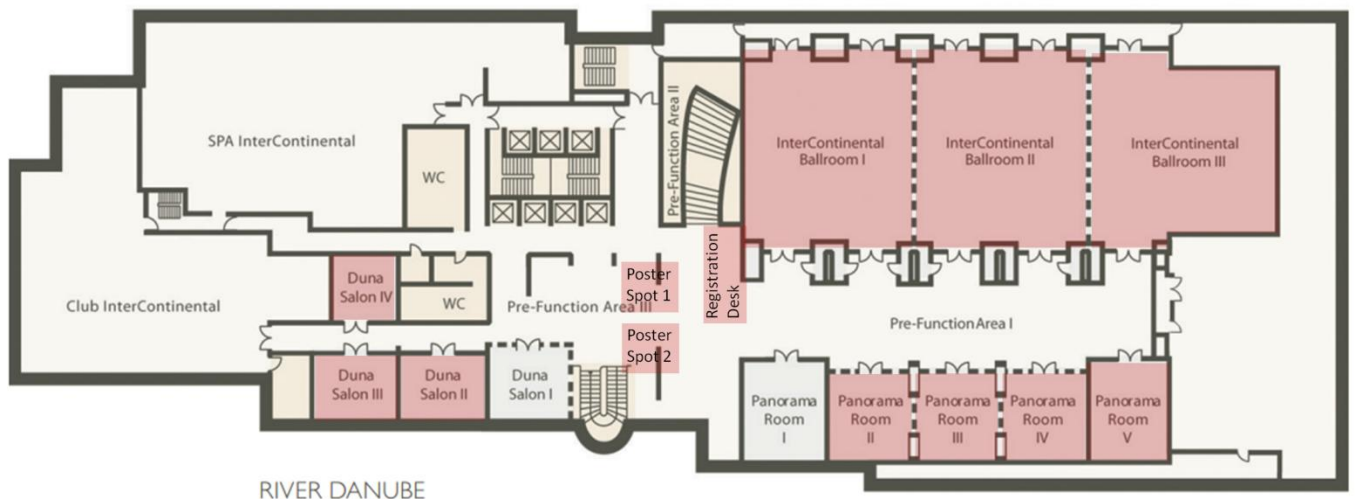 SPA InterContinental
WC
Pre-Function Area II
InterContinental
Ballroom I
InterContinental
Ballroom II
InterContinental
Ballroom III
Club InterContinental
Duna
Salon IV
WC
Pre-Function Area III
Poster
Spot 1
Poster
Spot 2
Registration
Desk
Pre-Function Area I
Duna
Salon III
Duna
Salon II
Duna
Salon I
Panorama
Room
I
Panorama
Room
II
Panorama
Room
III
Panorama
Room
IV
Panorama
Room
V
RIVER DANUBE